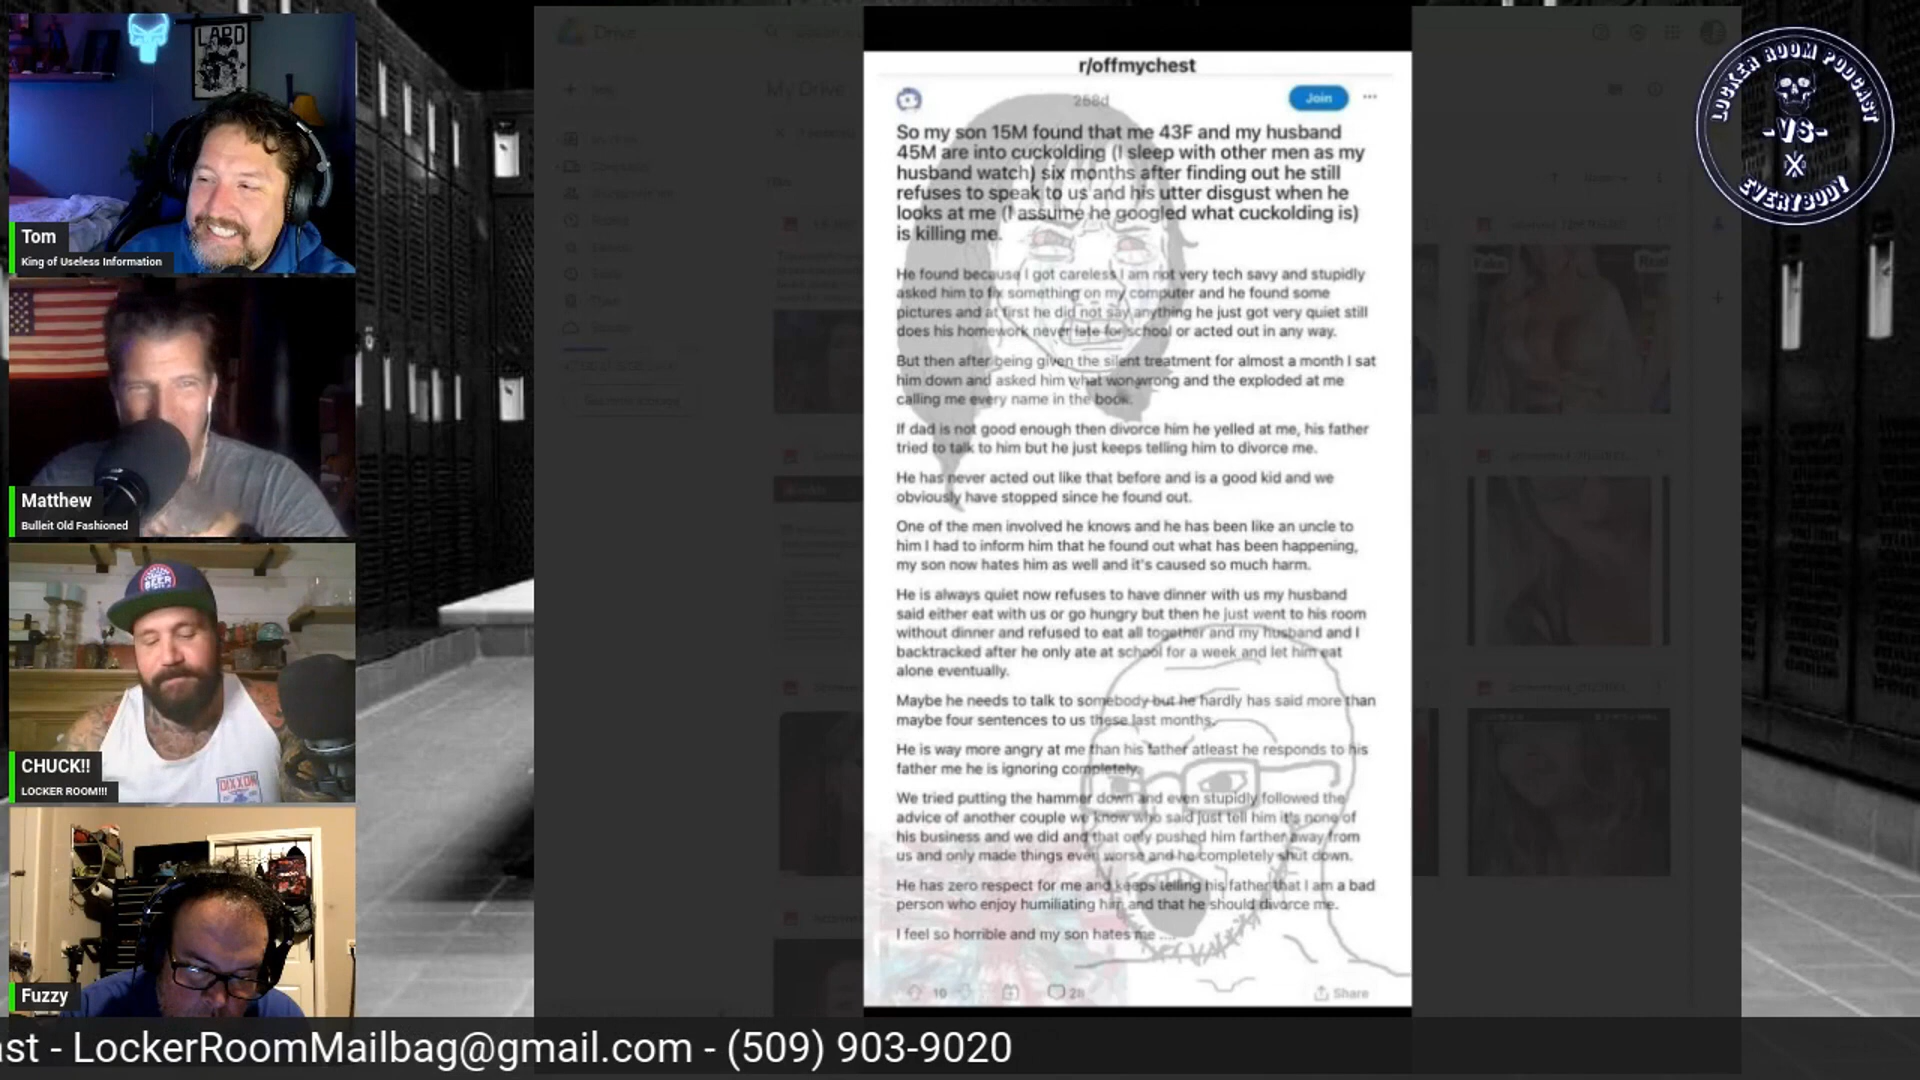 Drive
My Drive
LAPD
Tom
King of Useless Information
Matthew
Bulleit Old Fashioned
BEER
DIXXON
CHUCK!!
LOCKER ROOM!!!
Fuzzy
r/offmychest
268d
Join
So my son 15M found that me 43F and my husband
45M are into cuckolding (I sleep with other men as my
husband watch) six months after finding out he still
refuses to speak to us and his utter disgust when he
looks at me (I assume he googled what cuckolding is)
is killing me.
He found because I got careless I am not very tech savy and stupidly
asked him to fix something on my computer and he found some
pictures and at first he did not say anything he just got very quiet still
does his homework never late for school or acted out in any way.
But then after being given the silent treatment for almost a month I sat
him down and asked him what won wrong and the exploded at me
calling me every name in the book.
If dad is not good enough then divorce him he yelled at me, his father
tried to talk to him but he just keeps telling him to divorce me.
He has never acted out like that before and is a good kid and we
obviously have stopped since he found out.
One of the men involved he knows and he has been like an uncle to
him I had to inform him that he found out what has been happening,
my son now hates him as well and it's caused so much harm.
He is always quiet now refuses to have dinner with us my husband
said either eat with us or go hungry but then he just went to his room
without dinner and refused to eat all together and my husband and I
backtracked after he only ate at school for a week and let him eat
alone eventually.
Maybe he needs to talk to somebody but he hardly has said more than
maybe four sentences to us these last months.
He is way more angry at me than his father atleast he responds to his
father me he is ignoring completely.
We tried putting the hammer down and even stupidly followed the
advice of another couple we know who said just tell him it's none of
his business and we did and that only pushed him farther away from
us and only made things even worse and he completely shut down.
He has zero respect for me and keeps telling his father that I am a bad
person who enjoy humiliating him and that he should divorce me.
I feel so horrible and my son hates me ....
10
28
Share
Fake
Real
LOCKER ROOM PODCAST
-VS-
EVERYBODY
ast - LockerRoomMailbag@gmail.com - (509) 903-9020